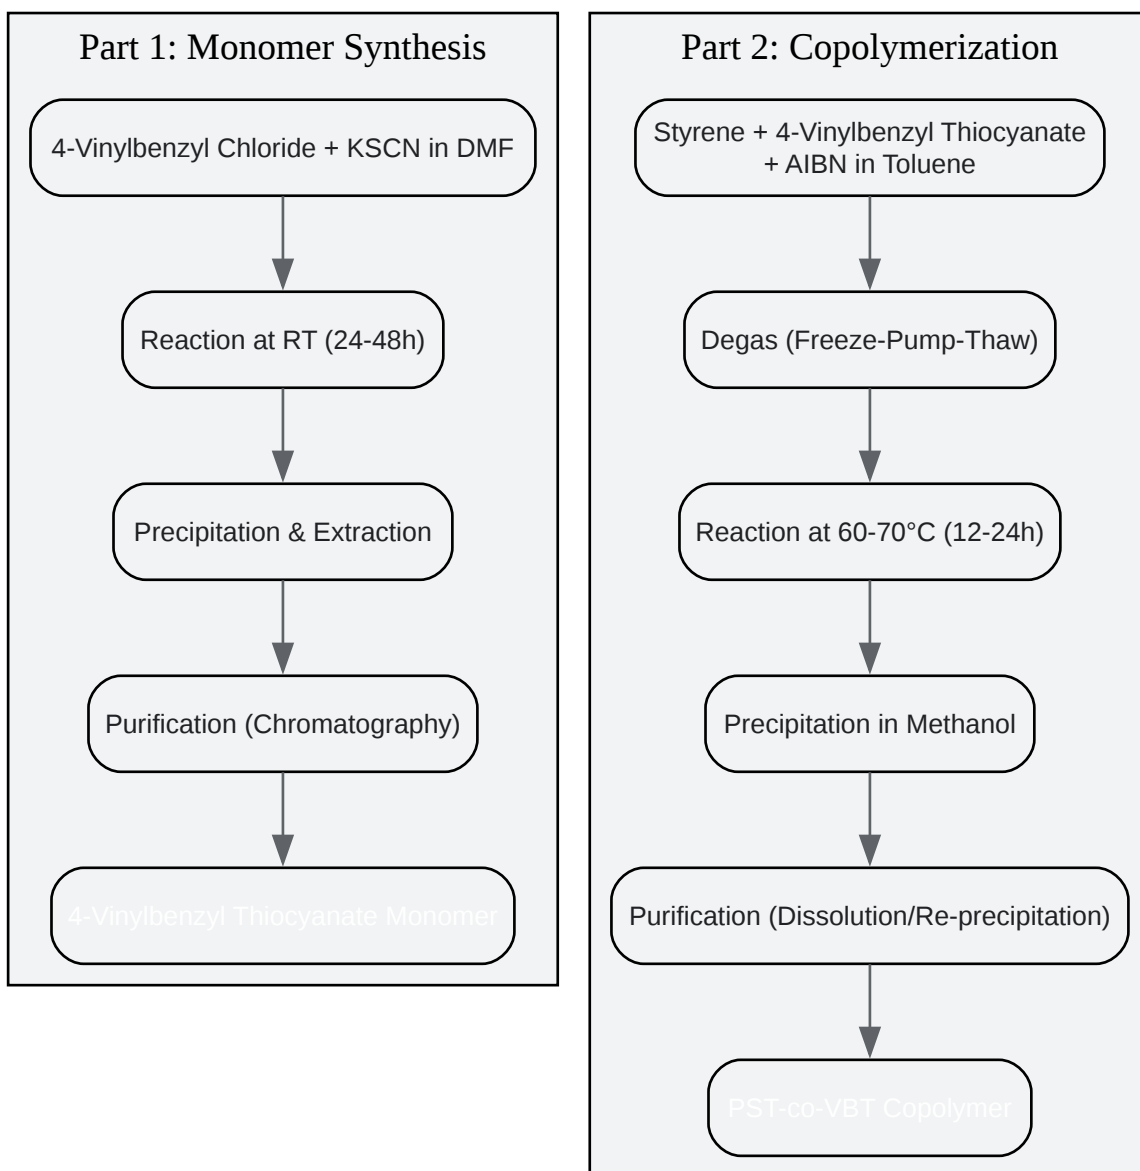 Part 1: Monomer Synthesis
4-Vinylbenzyl Chloride + KSCN in DMF
Reaction at RT (24-48h)
Precipitation & Extraction
Purification (Chromatography)
4-Vinylbenzyl Thiocyanate Monomer
Part 2: Copolymerization
Styrene + 4-Vinylbenzyl Thiocyanate
+ AIBN in Toluene
Degas (Freeze-Pump-Thaw)
Reaction at 60-70°C (12-24h)
Precipitation in Methanol
Purification (Dissolution/Re-precipitation)
PST-co-VBT Copolymer